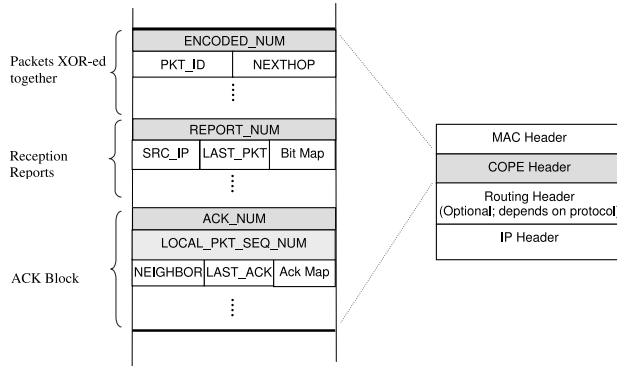 Packets XOR-ed
together
ENCODED_NUM
PKT_ID NEXTHOP
Reception
Reports
REPORT_NUM
SRC_IP LAST_PKT Bit Map
ACK Block
ACK_NUM
LOCAL_PKT_SEQ_NUM
NEIGHBOR LAST_ACK Ack Map
MAC Header
COPE Header
Routing Header
(Optional; depends on protocol)
IP Header